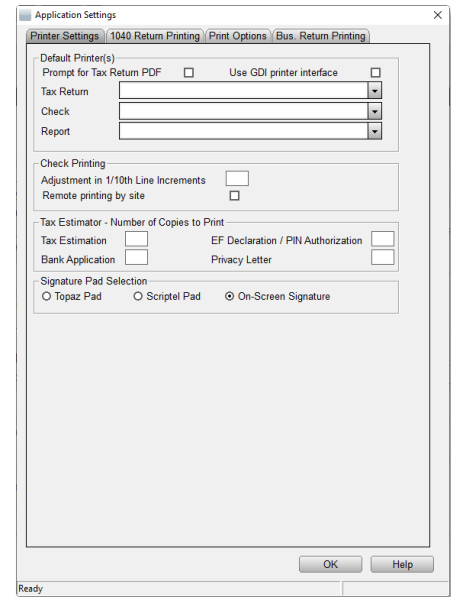 Application Settings
Printer Settings 1040 Return Printing Print Options Bus. Return Printing
Default Printer(s)
Prompt for Tax Return PDF Use GDI printer interface
Tax Return
Check
Report
Check Printing
Adjustment in 1/10th Line Increments
Remote printing by site
Tax Estimator - Number of Copies to Print
Tax Estimation EF Declaration / PIN Authorization
Bank Application Privacy Letter
Signature Pad Selection
Topaz Pad Scriptel Pad On-Screen Signature
OK Help
Ready